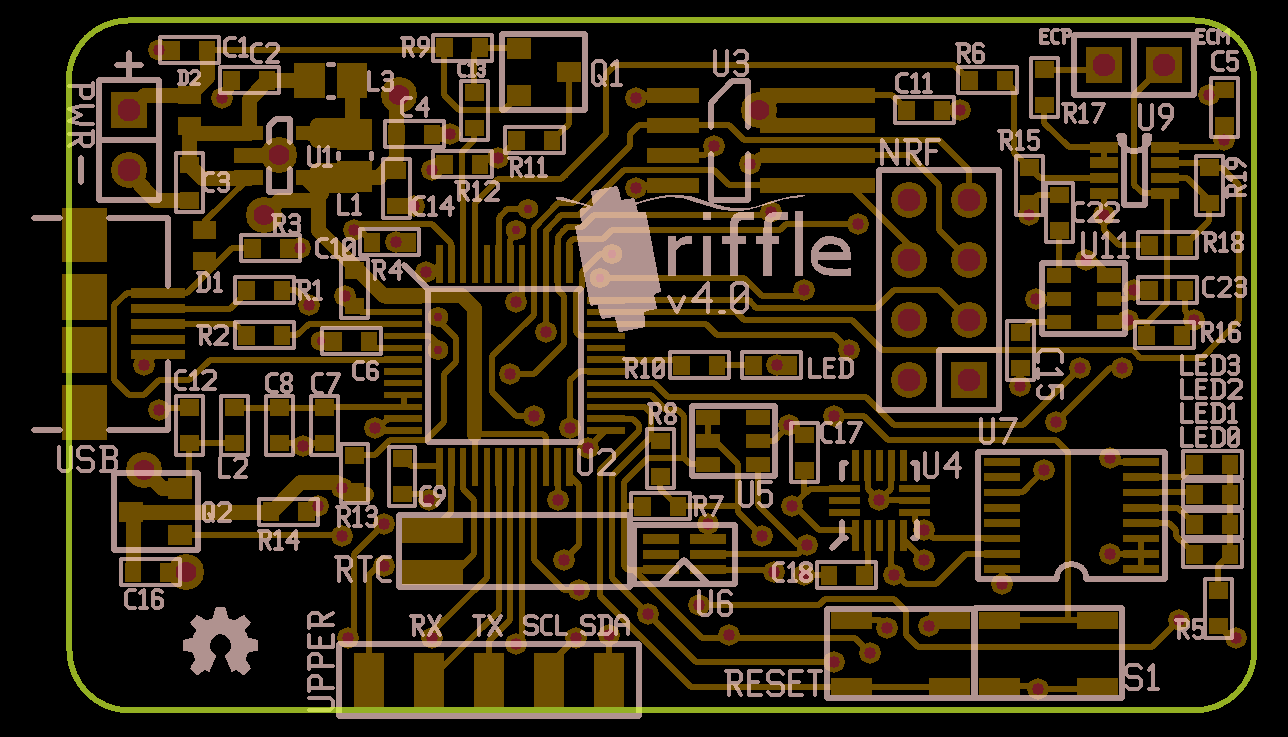 C1
C2
R9
C13
Q1
U3
R6
ECP
ECM
C5
D2
L3
C4
C11
R17
U9
PWR
+
-
U1
R11
R15
NRF
C3
R12
R19
L1
C14
C22
R3
C10
R4
riffle
v4.0
U11
R18
D1
R1
C23
R2
C6
R16
R10
LED
C15
LED3
LED2
LED1
LED0
C12
C8
C7
R8
C17
U7
USB
L2
U2
U4
C9
U5
R7
Q2
R13
R14
RTC
C18
U6
C16
UPPER
RX
TX
SCL
SDA
R5
RESET
S1